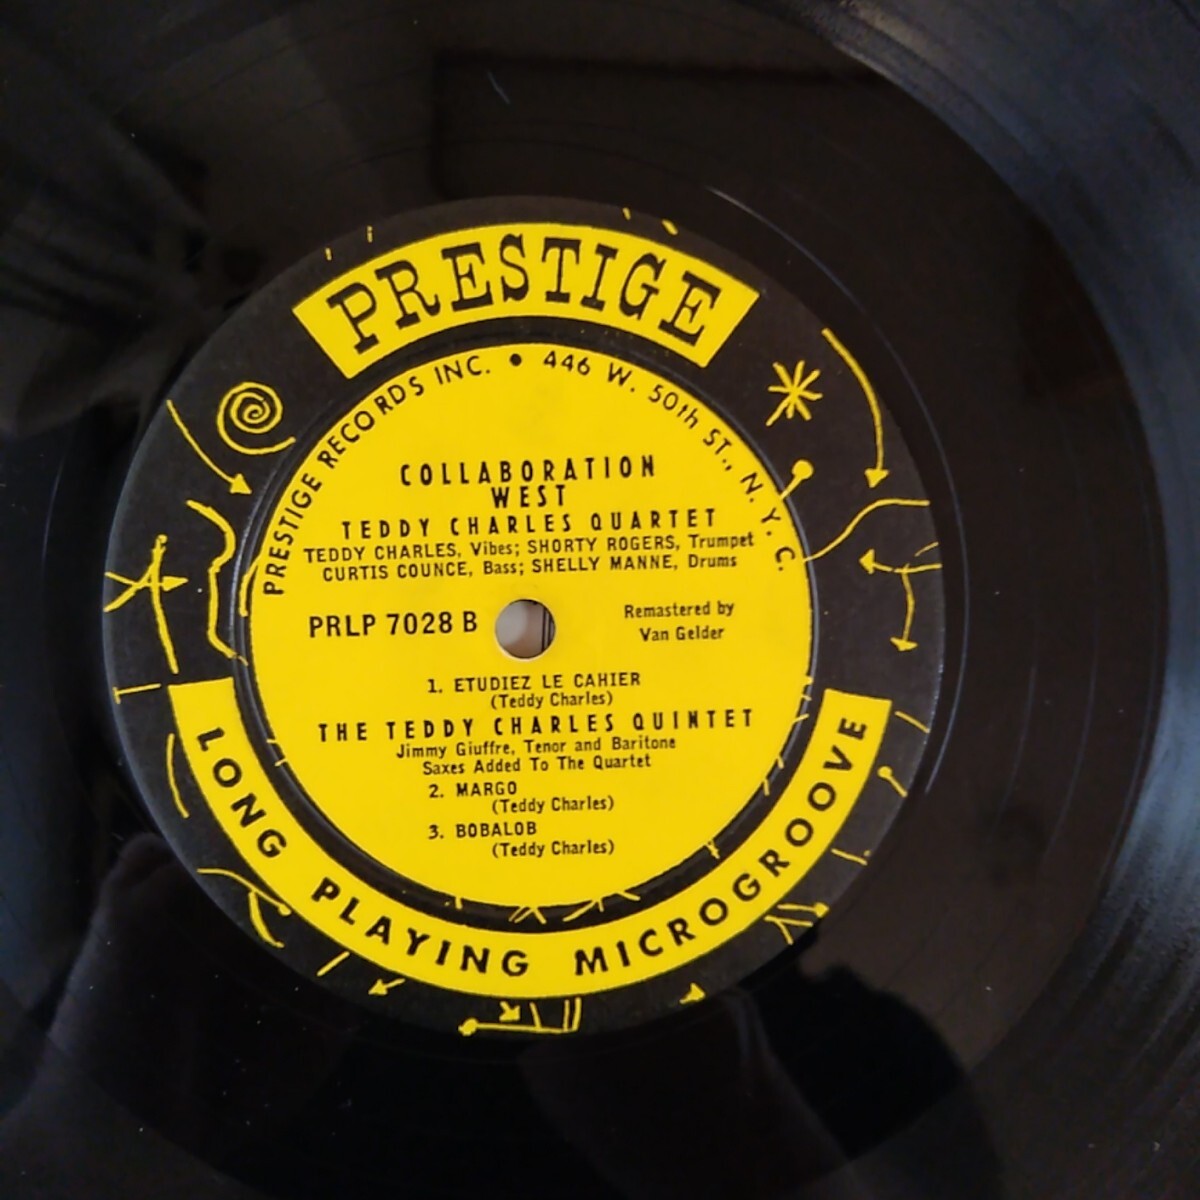 PRESTIGE
PRESTIGE RECORDS INC. • 446 W. 50th ST., N. Y. C.
COLLABORATION
WEST
TEDDY CHARLES QUARTET
TEDDY CHARLES, Vibes; SHORTY ROGERS, Trumpet
CURTIS COUNCE, Bass; SHELLY MANNE, Drums
PRLP 7028 B
Remastered by
Van Gelder
1. ETUDIEZ LE CAHIER
(Teddy Charles)
THE TEDDY CHARLES QUINTET
Jimmy Giuffre, Tenor and Baritone
Saxes Added To The Quartet
2. MARGO
(Teddy Charles)
3. BOBALOB
(Teddy Charles)
LONG PLAYING MICROGROOVE